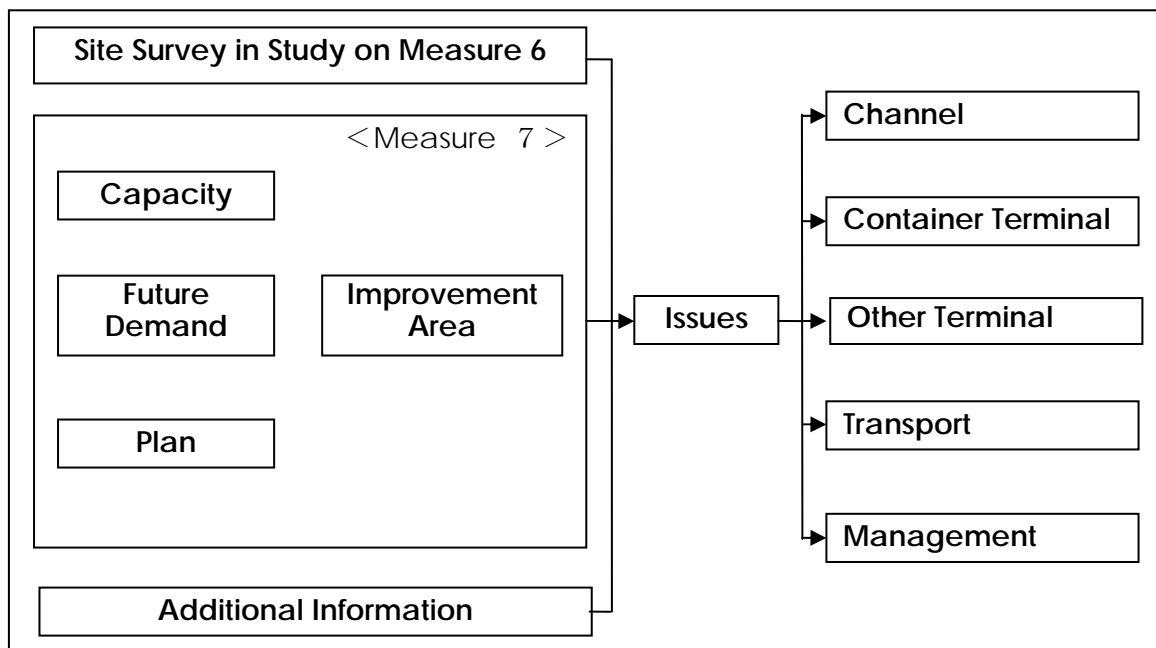 Site Survey in Study on Measure 6
＜Measure ７＞
Capacity
Future
Demand
Improvement
Area
Plan
Additional Information
Issues
Channel
Container Terminal
Other Terminal
Transport
Management